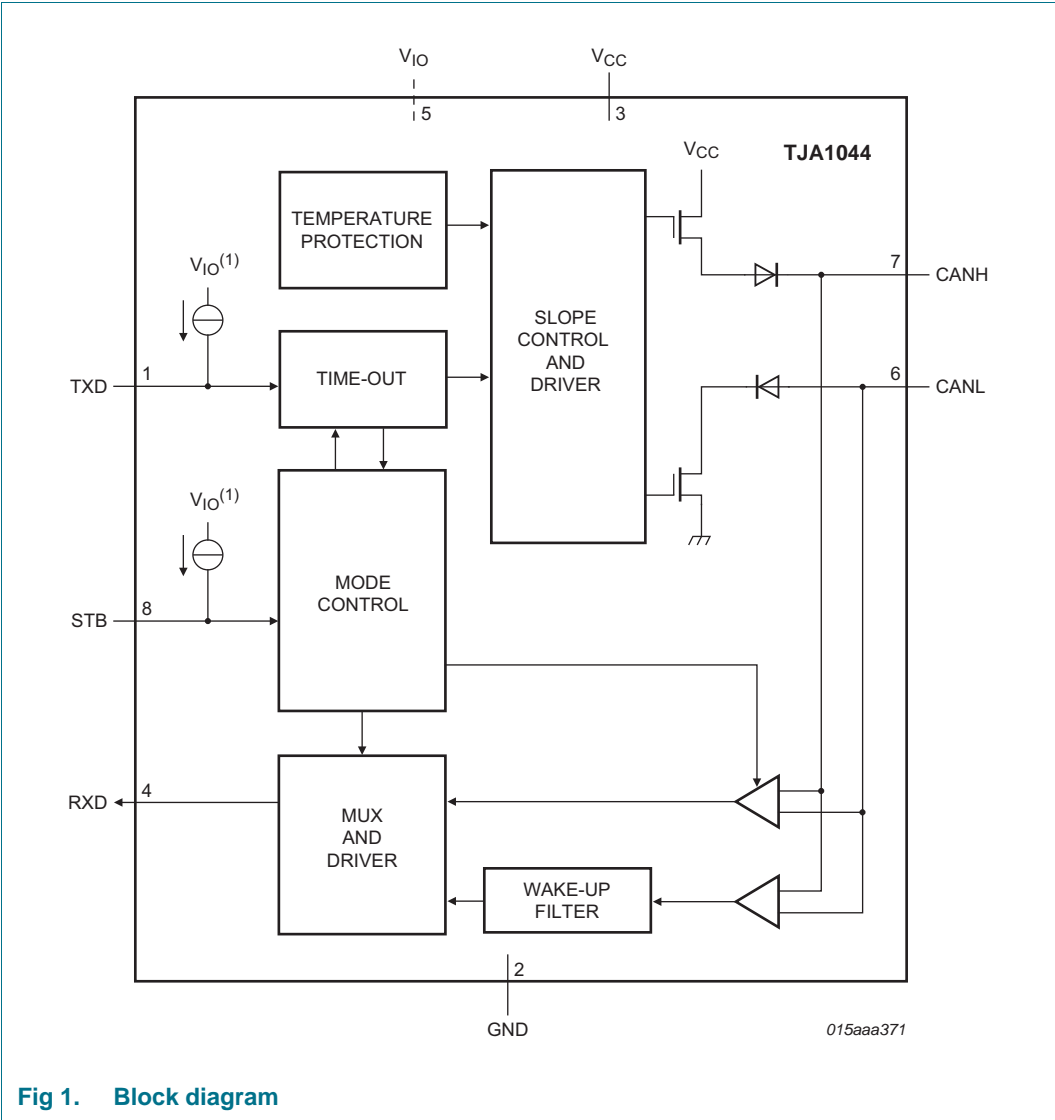 VIO
VCC
5
3
TJA1044
VCC
TEMPERATURE
PROTECTION
VIO(1)
7
CANH
SLOPE
CONTROL
AND
DRIVER
TXD
1
TIME-OUT
6
CANL
VIO(1)
MODE
CONTROL
STB
8
RXD
4
MUX
AND
DRIVER
WAKE-UP
FILTER
2
GND
015aaa371
Fig 1. Block diagram